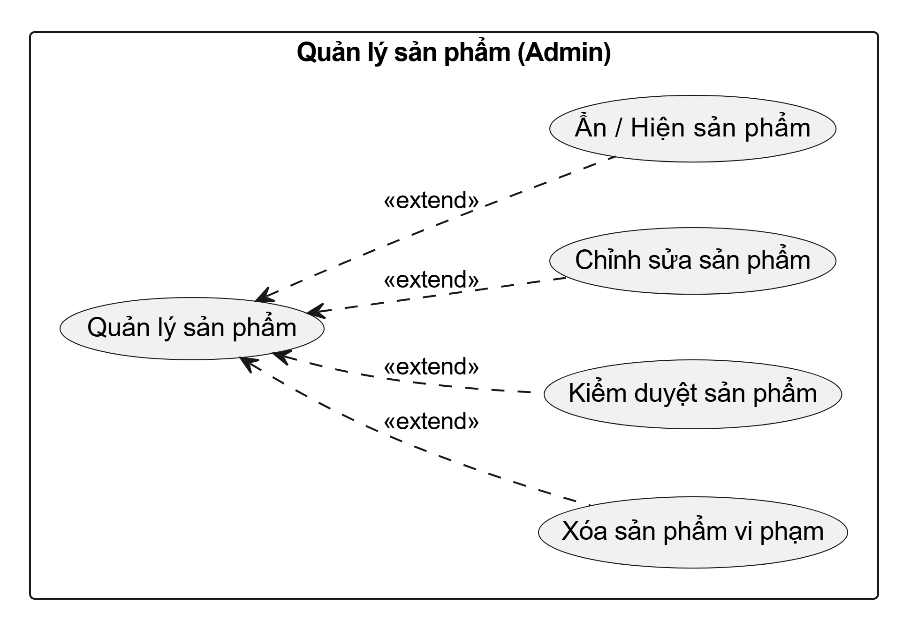 Quản lý sản phẩm (Admin)
Ẩn / Hiện sản phẩm
«extend»
Chỉnh sửa sản phẩm
«extend»
Quản lý sản phẩm
«extend»
Kiểm duyệt sản phẩm
«extend»
Xóa sản phẩm vi phạm